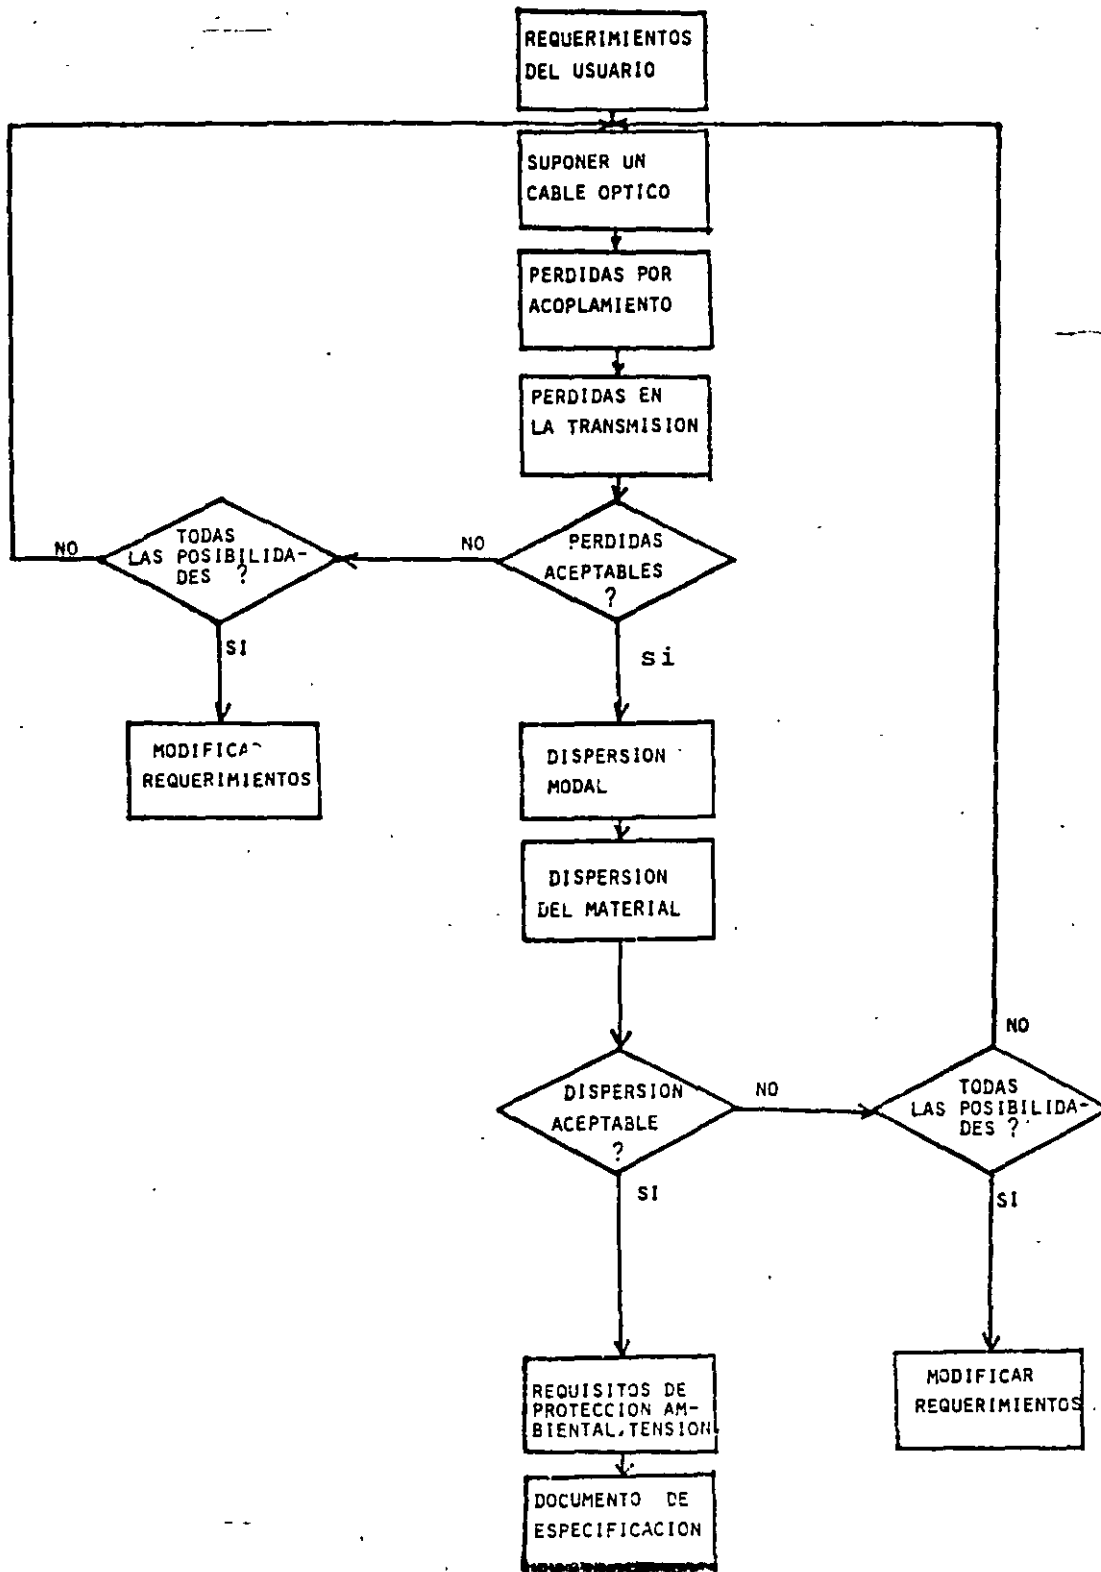 REQUERIMIENTOS
DEL USUARIO
SUPONER UN
CABLE OPTICO
PERDIDAS POR
ACOPLAMIENTO
PERDIDAS EN
LA TRANSMISION
NO
TODAS
LAS POSIBILIDA-
DES ?
NO
PERDIDAS
ACEPTABLES
?
SI
si
MODIFICAR
REQUERIMIENTOS
DISPERSION
MODAL
DISPERSION
DEL MATERIAL
NO
DISPERSION
ACEPTABLE
?
NO
TODAS
LAS POSIBILIDA-
DES ?
SI
SI
REQUISITOS DE
PROTECCION AM-
BIENTAL,TENSION
MODIFICAR
REQUERIMIENTOS
DOCUMENTO DE
ESPECIFICACION